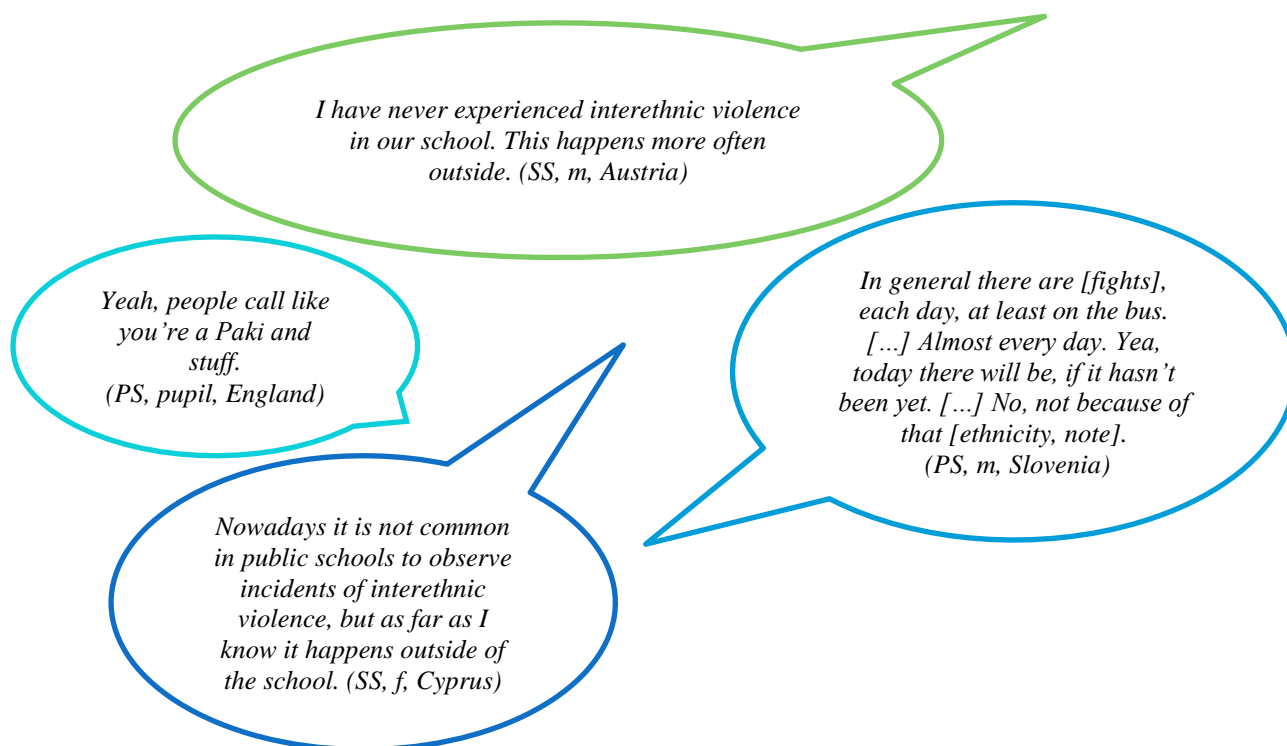 I have never experienced interethnic violence
in our school. This happens more often
outside. (SS, m, Austria)
Yeah, people call like
you’re a Paki and
stuff.
(PS, pupil, England)
In general there are [fights],
each day, at least on the bus.
[…] Almost every day. Yea,
today there will be, if it hasn’t
been yet. […] No, not because of
that [ethnicity, note].
(PS, m, Slovenia)
Nowadays it is not common
in public schools to observe
incidents of interethnic
violence, but as far as I
know it happens outside of
the school. (SS, f, Cyprus)